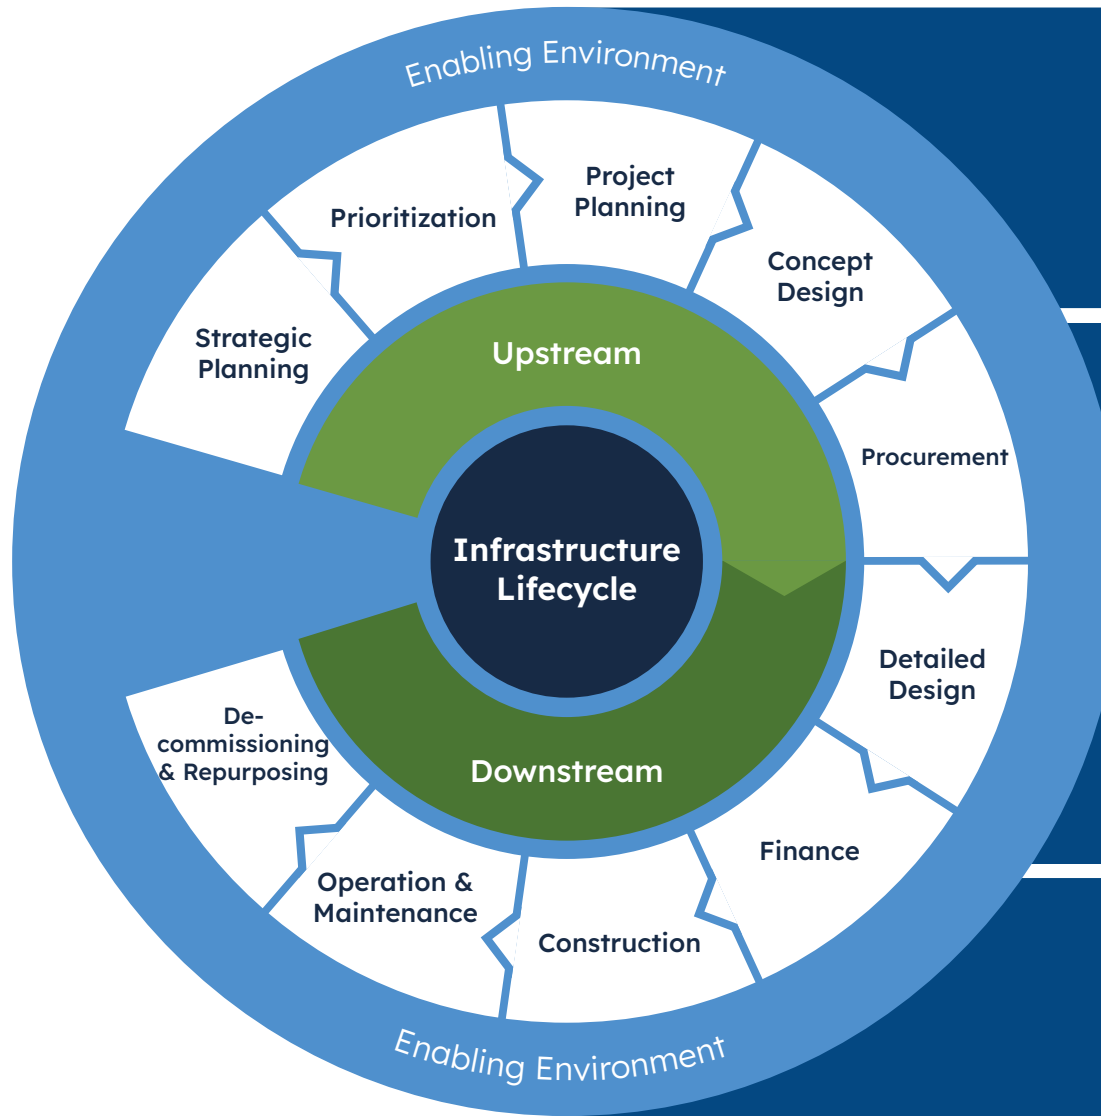 Enabling Environment
Strategic
Planning
Prioritization
Project
Planning
Concept
Design
Procurement
Detailed
Design
Finance
Construction
Operation &
Maintenance
De-
commissioning
& Repurposing
Upstream
Infrastructure
Lifecycle
Downstream
Enabling Environment